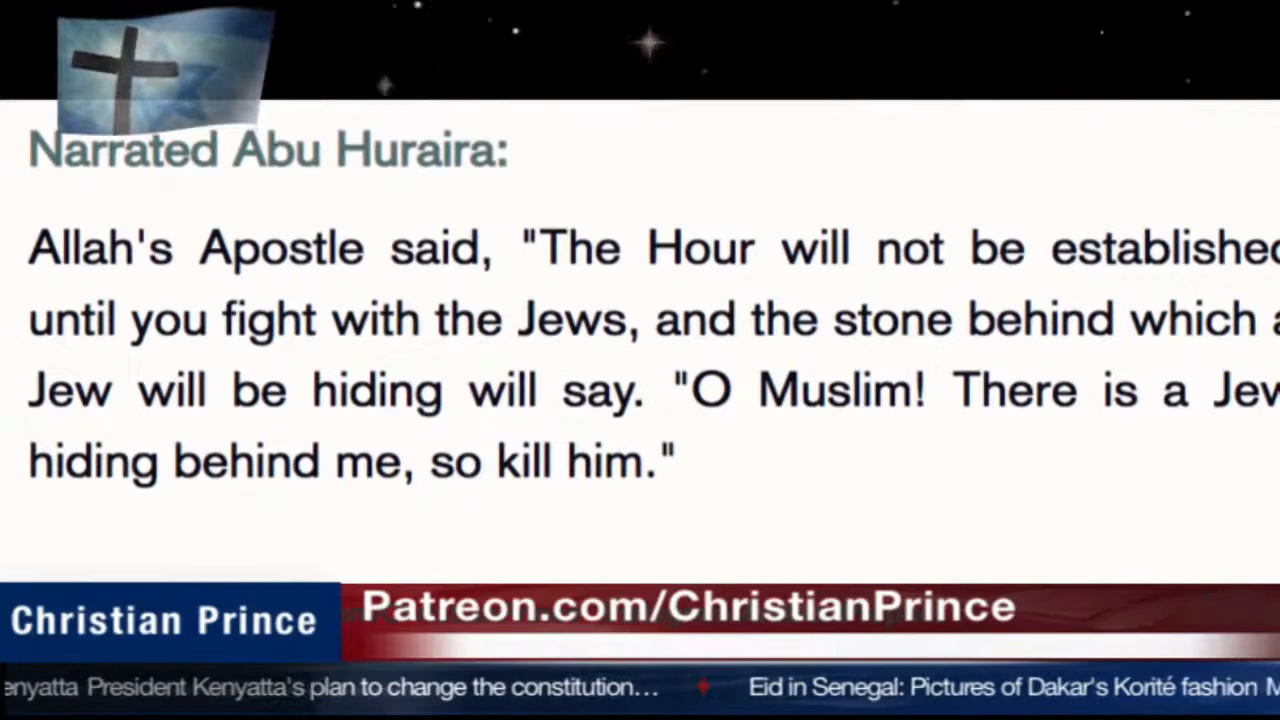 Narrated Abu Huraira:
Allah's Apostle said, "The Hour will not be established
until you fight with the Jews, and the stone behind which a
Jew will be hiding will say. "O Muslim! There is a Jew
hiding behind me, so kill him."
Christian Prince
Patreon.com/ChristianPrince
enyatta President Kenyatta's plan to change the constitution... Eid in Senegal: Pictures of Dakar's Korité fashion M